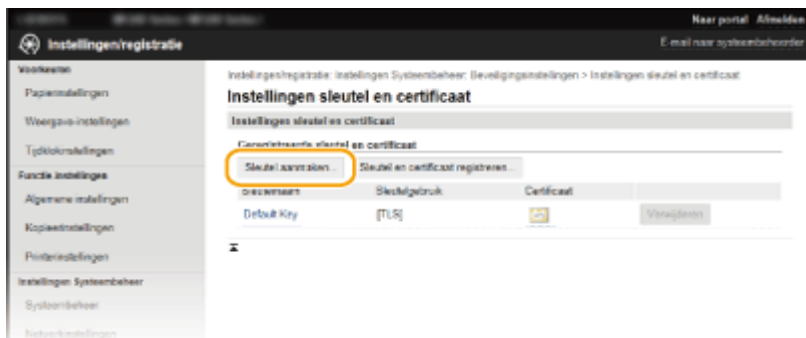 Naar portal Afmelden
Instellingen/registratie
E-mail naar systeembeheerder
Voorkeuren
Papierinstellingen
Weergave-instellingen
Tijdklokinstellingen
Functie-instellingen
Algemene instellingen
Kopieerinstellingen
Printerinstellingen
Instellingen Systeembeheer
Systeembeheer
Netwerkinstellingen
Instellingen/registratie: Instellingen Systeembeheer: Beveiligingsinstellingen > Instellingen sleutel en certificaat
Instellingen sleutel en certificaat
Instellingen sleutel en certificaat
Geregistreerde sleutel en certificaat
Sleutel aanmaken... Sleutel en certificaat registreren...
Sleutelnaam Sleutelgebruik Certificaat
Default Key [TLS] Verwijderen